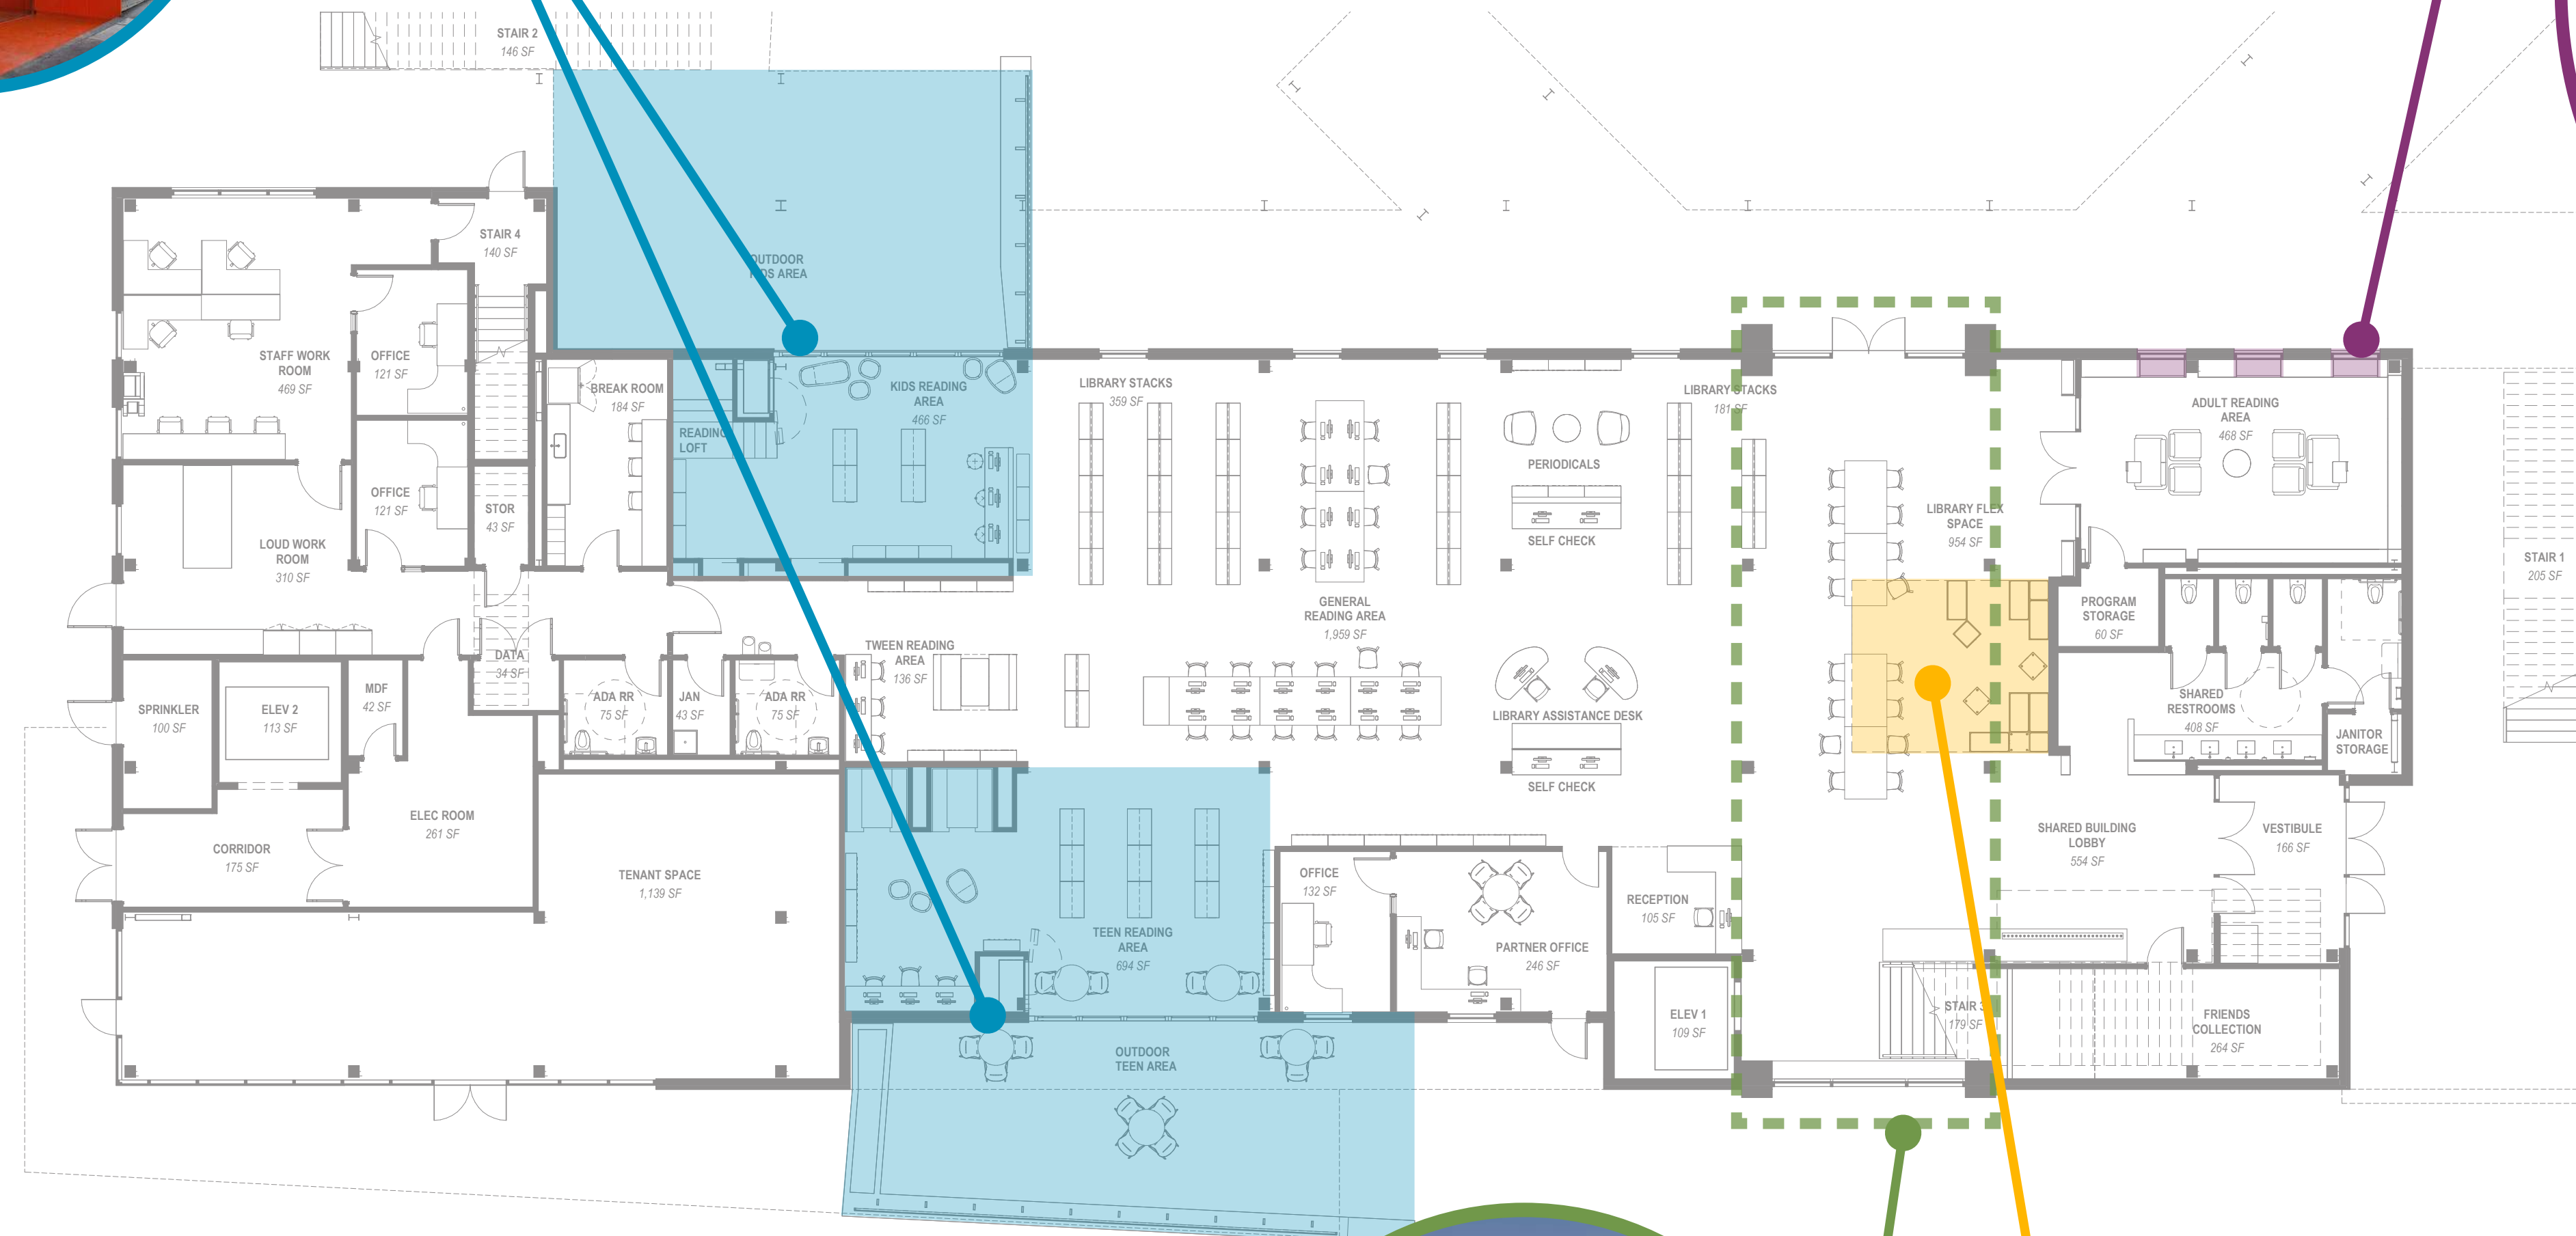 STAIR 2
146 SF
STAIR 4
140 SF
OUTDOOR
KIDS AREA
STAFF WORK
ROOM
469 SF
OFFICE
121 SF
BREAK ROOM
184 SF
KIDS READING
AREA
466 SF
READING
LOFT
LIBRARY STACKS
359 SF
LIBRARY STACKS
181 SF
ADULT READING
AREA
468 SF
PERIODICALS
SELF CHECK
OFFICE
121 SF
STOR
43 SF
LIBRARY FLEX
SPACE
954 SF
LOUD WORK
ROOM
310 SF
STAIR 1
205 SF
GENERAL
READING AREA
1,959 SF
PROGRAM
STORAGE
60 SF
DATA
34 SF
TWEEN READING
AREA
136 SF
SPRINKLER
100 SF
ELEV 2
113 SF
MDF
42 SF
ADA RR
75 SF
JAN
43 SF
ADA RR
75 SF
LIBRARY ASSISTANCE DESK
SHARED
RESTROOMS
408 SF
JANITOR
STORAGE
SELF CHECK
ELEC ROOM
261 SF
CORRIDOR
175 SF
TENANT SPACE
1,139 SF
SHARED BUILDING
LOBBY
554 SF
VESTIBULE
166 SF
OFFICE
132 SF
RECEPTION
105 SF
TEEN READING
AREA
694 SF
PARTNER OFFICE
246 SF
ELEV 1
109 SF
STAIR 3
179 SF
FRIENDS
COLLECTION
264 SF
OUTDOOR
TEEN AREA